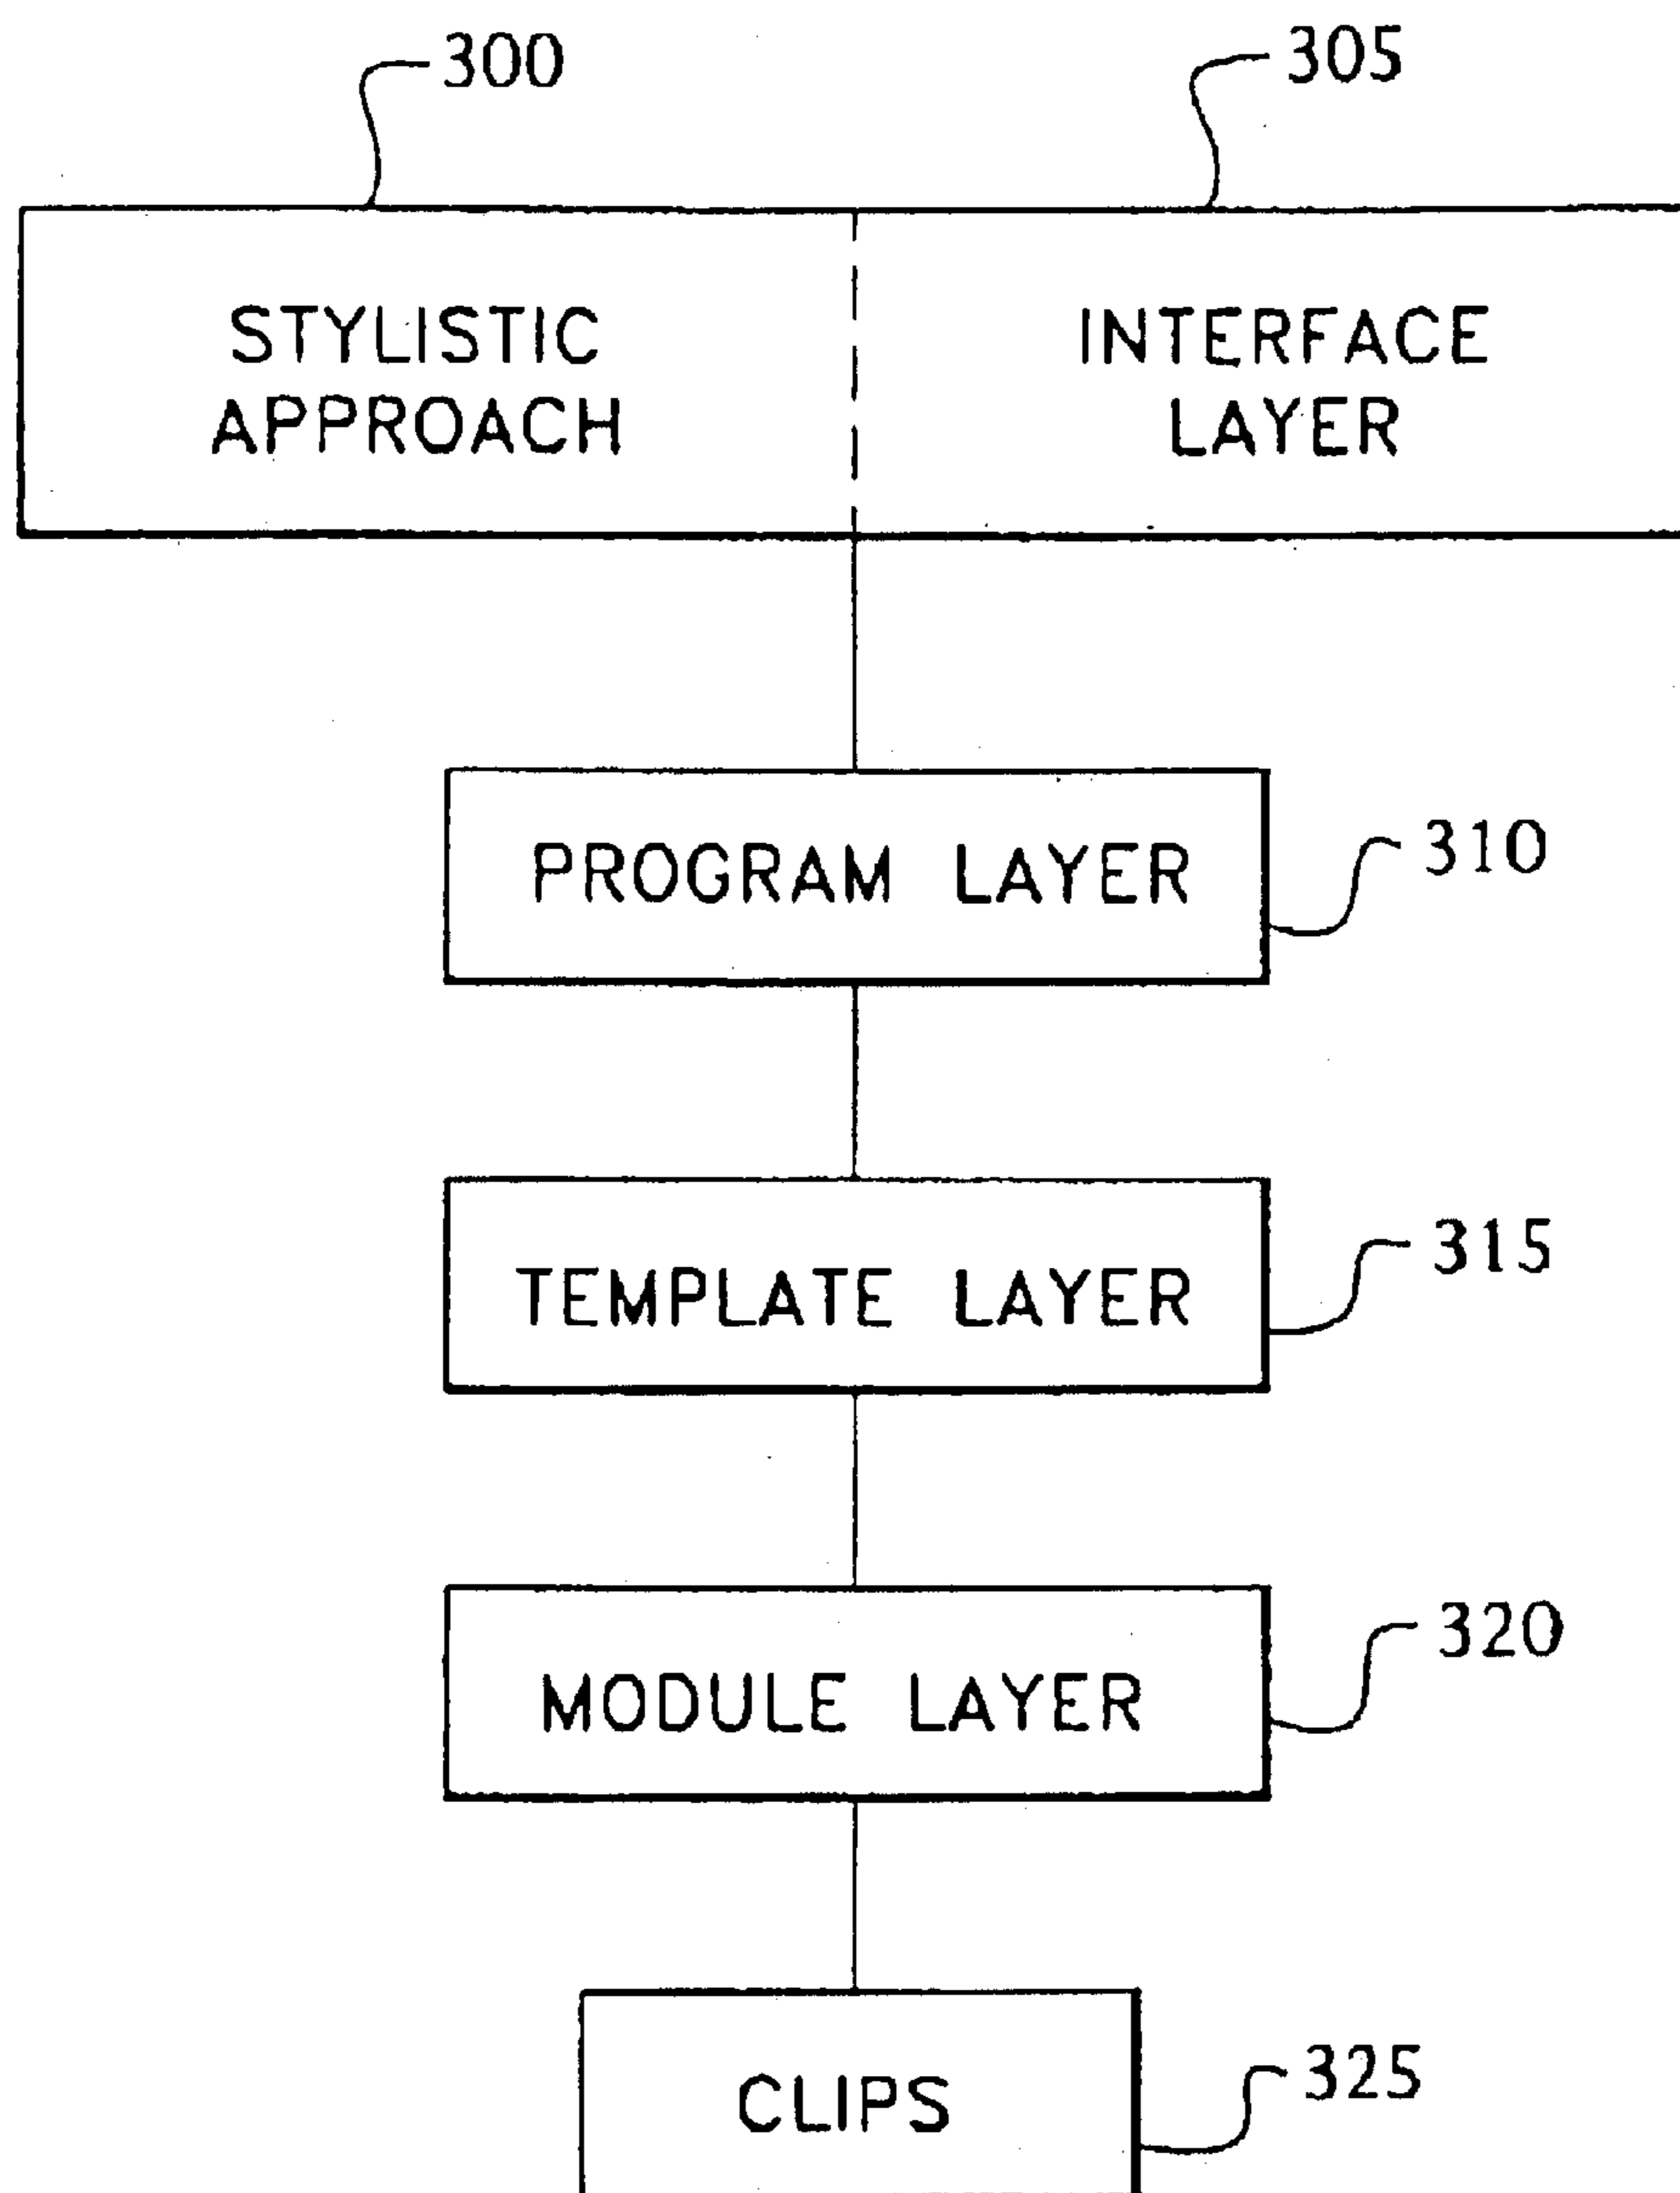 300
305
STYLISTIC
APPROACH
INTERFACE
LAYER
PROGRAM LAYER
310
TEMPLATE LAYER
315
MODULE LAYER
320
CLIPS
325